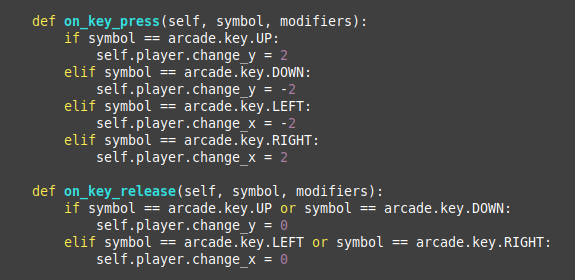 def on_key_press(self, symbol, modifiers):
    if symbol == arcade.key.UP:
        self.player.change_y = 2
    elif symbol == arcade.key.DOWN:
        self.player.change_y = -2
    elif symbol == arcade.key.LEFT:
        self.player.change_x = -2
    elif symbol == arcade.key.RIGHT:
        self.player.change_x = 2

def on_key_release(self, symbol, modifiers):
    if symbol == arcade.key.UP or symbol == arcade.key.DOWN:
        self.player.change_y = 0
    elif symbol == arcade.key.LEFT or symbol == arcade.key.RIGHT:
        self.player.change_x = 0